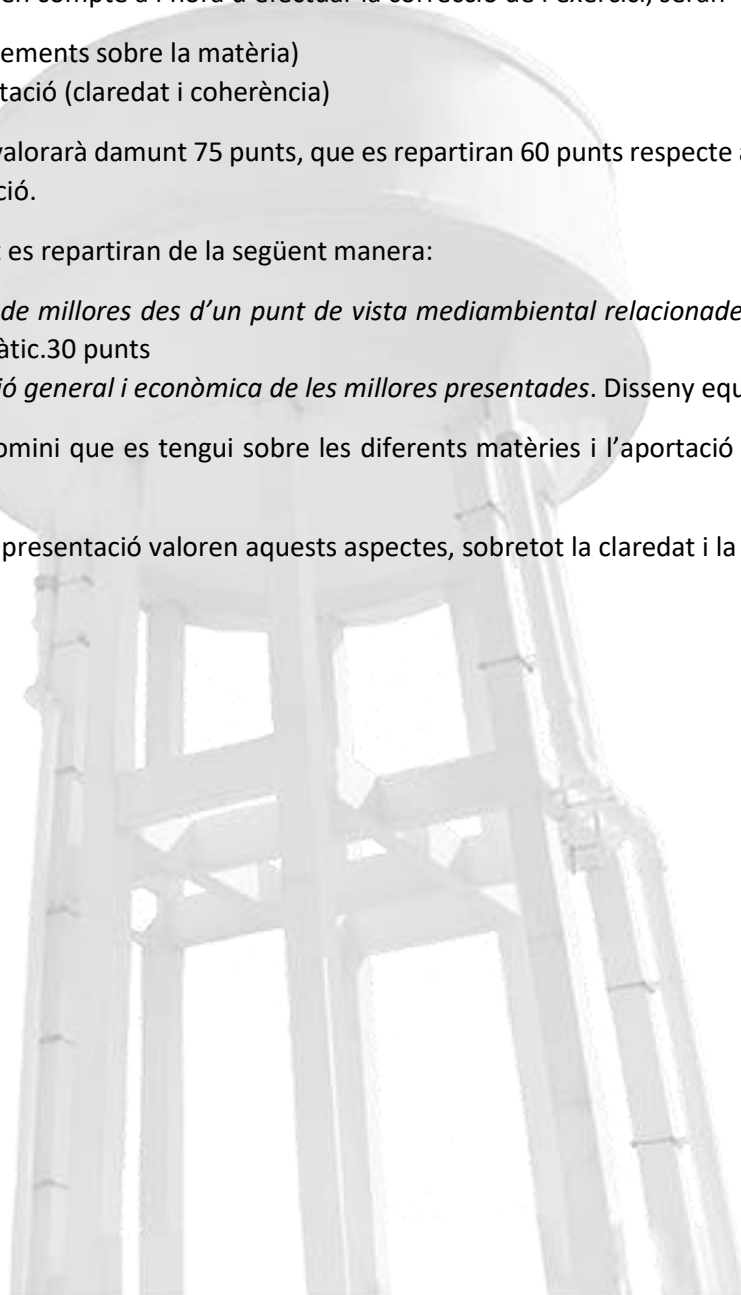 en compte a l'hora d'efectuar la correcció de l'exercici, seran
ements sobre la matèria)
tació (claredat i coherència)
valorarà damunt 75 punts, que es repartiran 60 punts respecte a
ció.
es repartiran de la següent manera:
de millores des d'un punt de vista mediambiental relacionade
àtic.30 punts
ió general i econòmica de les millores presentades. Disseny equ
omini que es tengui sobre les diferents matèries i l'aportació
presentació valoren aquests aspectes, sobretot la claredat i la